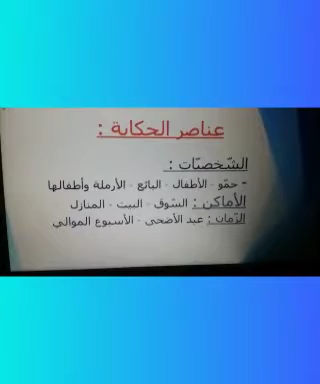 عناصر الحكاية :
الشّخصيّات :
- حمّو - الأطفال - البائع - الأرملة وأطفالها
الأماكن : السّوق - البيت - المنازل
الزّمان : عيد الأضحى - الأسبوع الموالي